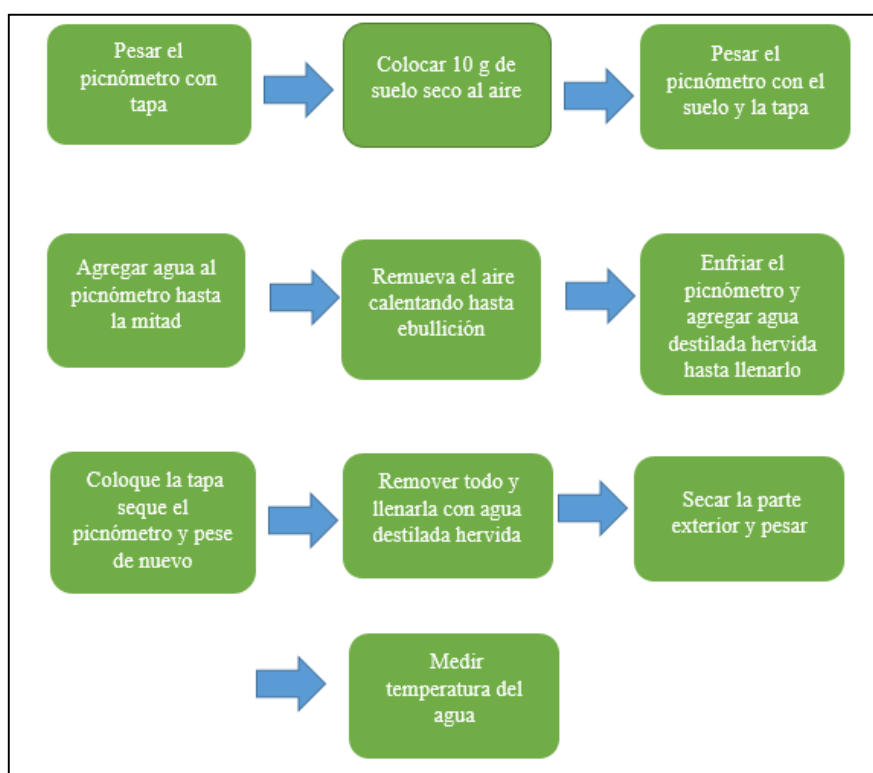 Pesar el
picnómetro con
tapa
Colocar 10 g de
suelo seco al aire
Pesar el
picnómetro con el
suelo y la tapa
Agregar agua al
picnómetro hasta
la mitad
Remueva el aire
calentando hasta
ebullición
Enfriar el
picnómetro y
agregar agua
destilada hervida
hasta llenarlo
Coloque la tapa
seque el
picnómetro y pese
de nuevo
Remover todo y
llenarla con agua
destilada hervida
Secar la parte
exterior y pesar
Medir
temperatura del
agua